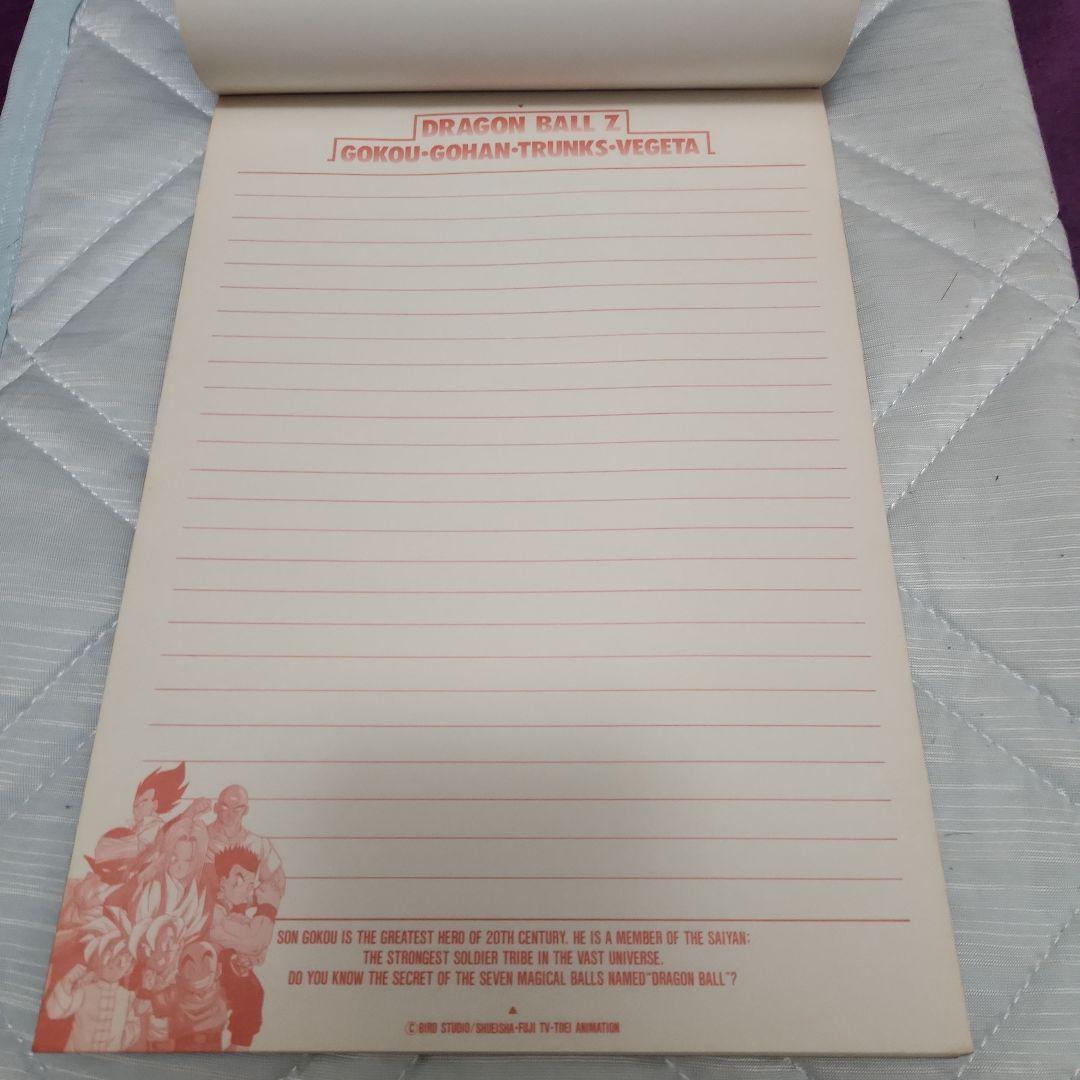 DRAGON BALL Z
GOKOU·GOHAN·TRUNKS·VEGETA
SON GOKOU IS THE GREATEST HERO OF 20TH CENTURY. HE IS A MEMBER OF THE SAIYAN;
THE STRONGEST SOLDIER TRIBE IN THE VAST UNIVERSE.
DO YOU KNOW THE SECRET OF THE SEVEN MAGICAL BALLS NAMED"DRAGON BALL"?
©BIRD STUDIO/SHUEISHA·FUJI TV·TOEI ANIMATION